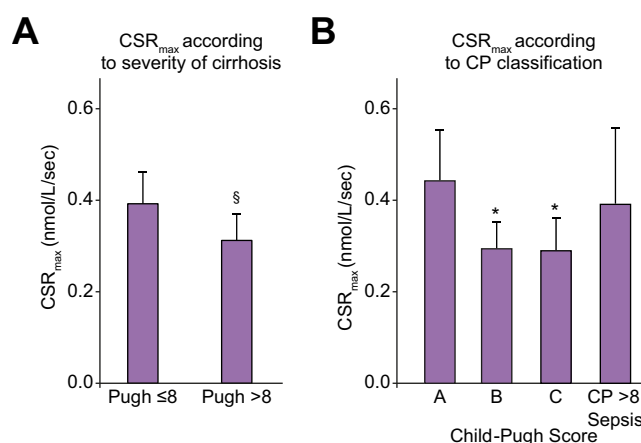 A
CSRmax according
to severity of cirrhosis
CSRmax (nmol/L/sec)
0.6
0.4
0.2
0.0
§
Pugh ≤8 Pugh >8
B
CSRmax according
to CP classification
CSRmax (nmol/L/sec)
0.6
0.4
0.2
0.0
* *
A B C CP >8
Sepsis
Child-Pugh Score